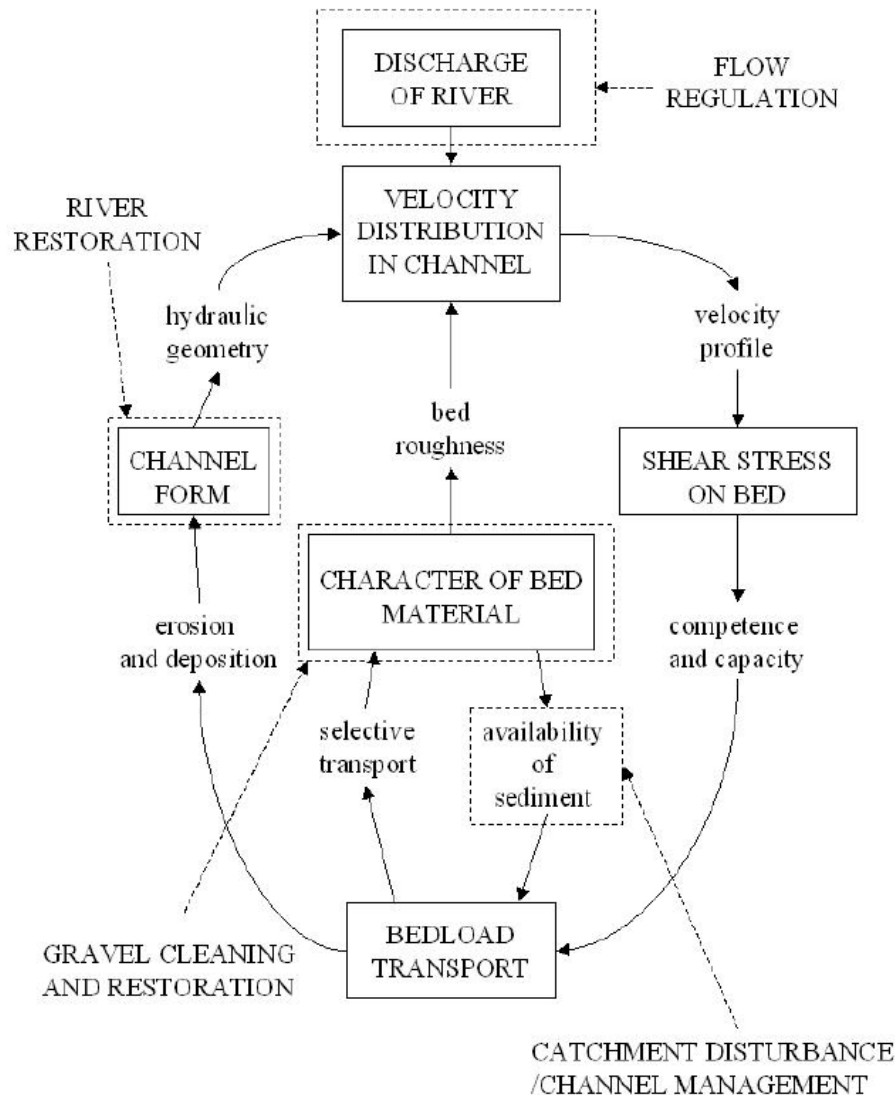 DISCHARGE
OF RIVER
FLOW
REGULATION
RIVER
RESTORATION
VELOCITY
DISTRIBUTION
IN CHANNEL
hydraulic
geometry
velocity
profile
bed
roughness
CHANNEL
FORM
SHEAR STRESS
ON BED
CHARACTER OF BED
MATERIAL
erosion
and deposition
competence
and capacity
selective
transport
availability
of
sediment
GRAVEL CLEANING
AND RESTORATION
BEDLOAD
TRANSPORT
CATCHMENT DISTURBANCE
/CHANNEL MANAGEMENT